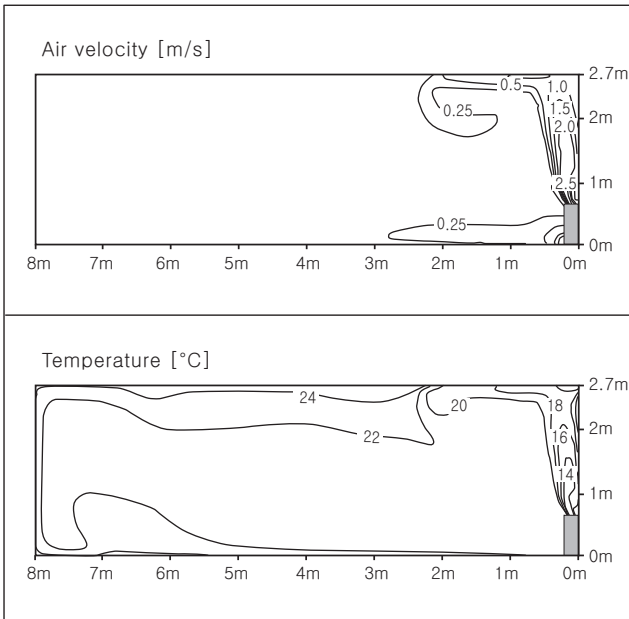 Air velocity [m/s]
2.7m
0.5
1.0
0.25
1.5
2m
2.0
2.5
1m
0.25
0m
8m 7m 6m 5m 4m 3m 2m 1m 0m
Temperature [°C]
2.7m
24
20
18
2m
22
16
14
1m
0m
8m 7m 6m 5m 4m 3m 2m 1m 0m